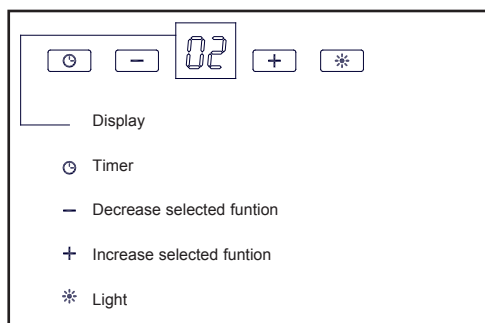 02
Display
Timer
Decrease selected funtion
Increase selected funtion
Light